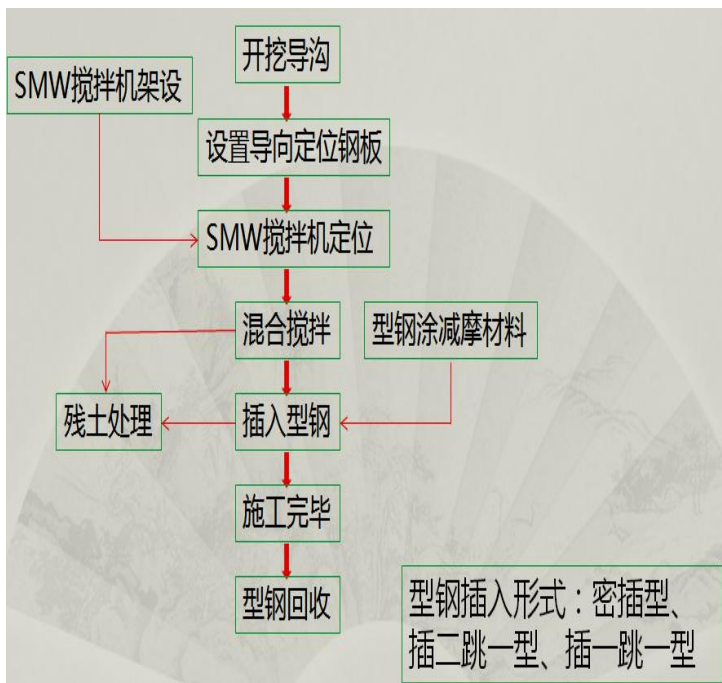 开挖导沟
SMW搅拌机架设
设置导向定位钢板
SMW搅拌机定位
混合搅拌
型钢涂减摩材料
残土处理
插入型钢
施工完毕
型钢回收
型钢插入形式：密插型、
插二跳一型、插一跳一型